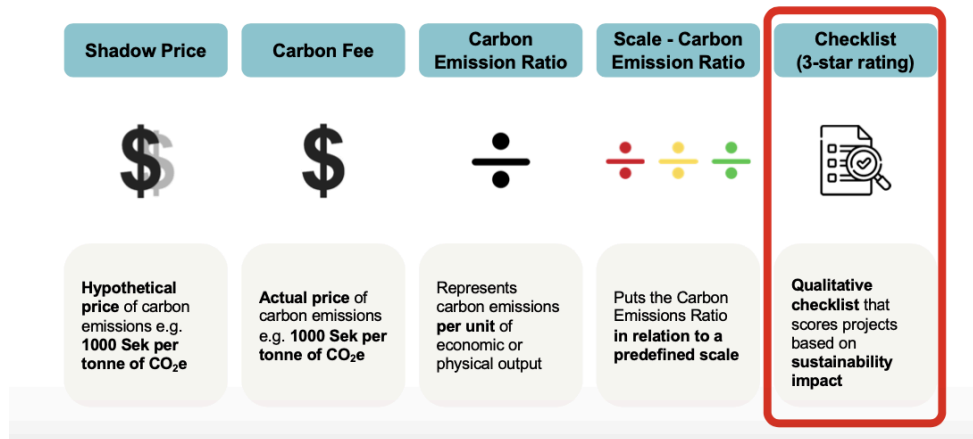 Shadow Price
Carbon Fee
Carbon
Emission Ratio
Scale - Carbon
Emission Ratio
Checklist
(3-star rating)
$$
$
Hypothetical
price of carbon
emissions e.g.
1000 Sek per
tonne of CO₂e
Actual price of
carbon emissions
e.g. 1000 Sek per
tonne of CO₂e
Represents
carbon emissions
per unit of
economic or
physical output
Puts the Carbon
Emissions Ratio
in relation to a
predefined scale
Qualitative
checklist that
scores projects
based on
sustainability
impact